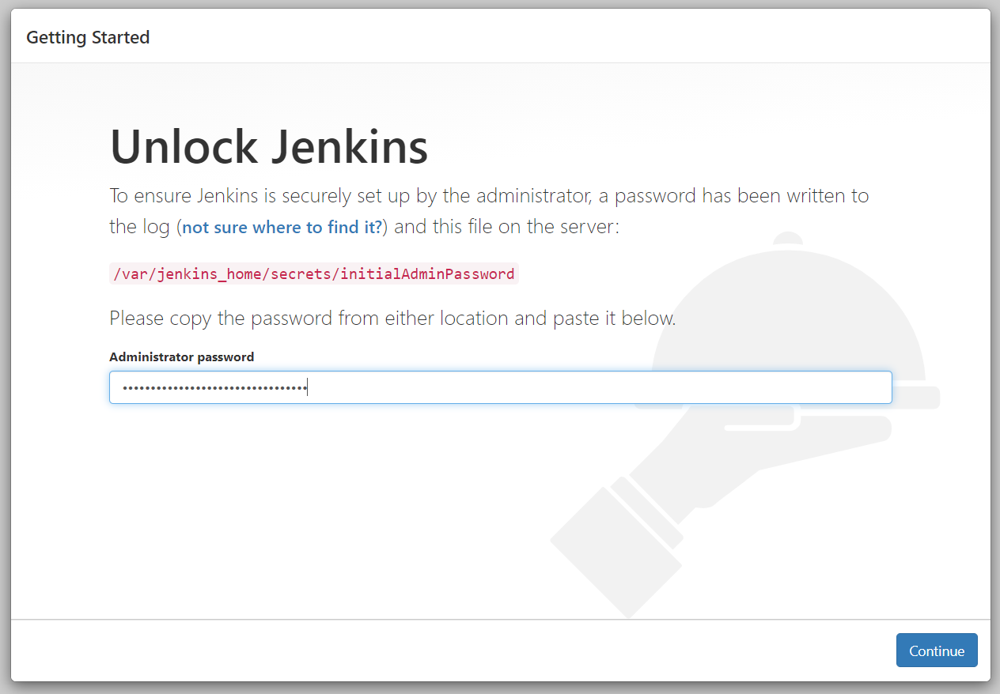 Getting Started
Unlock Jenkins
To ensure Jenkins is securely set up by the administrator, a password has been written to
the log (not sure where to find it?) and this file on the server:
/var/jenkins_home/secrets/initialAdminPassword
Please copy the password from either location and paste it below.
Administrator password
••••••••••••••••••••••••••••••••
Continue